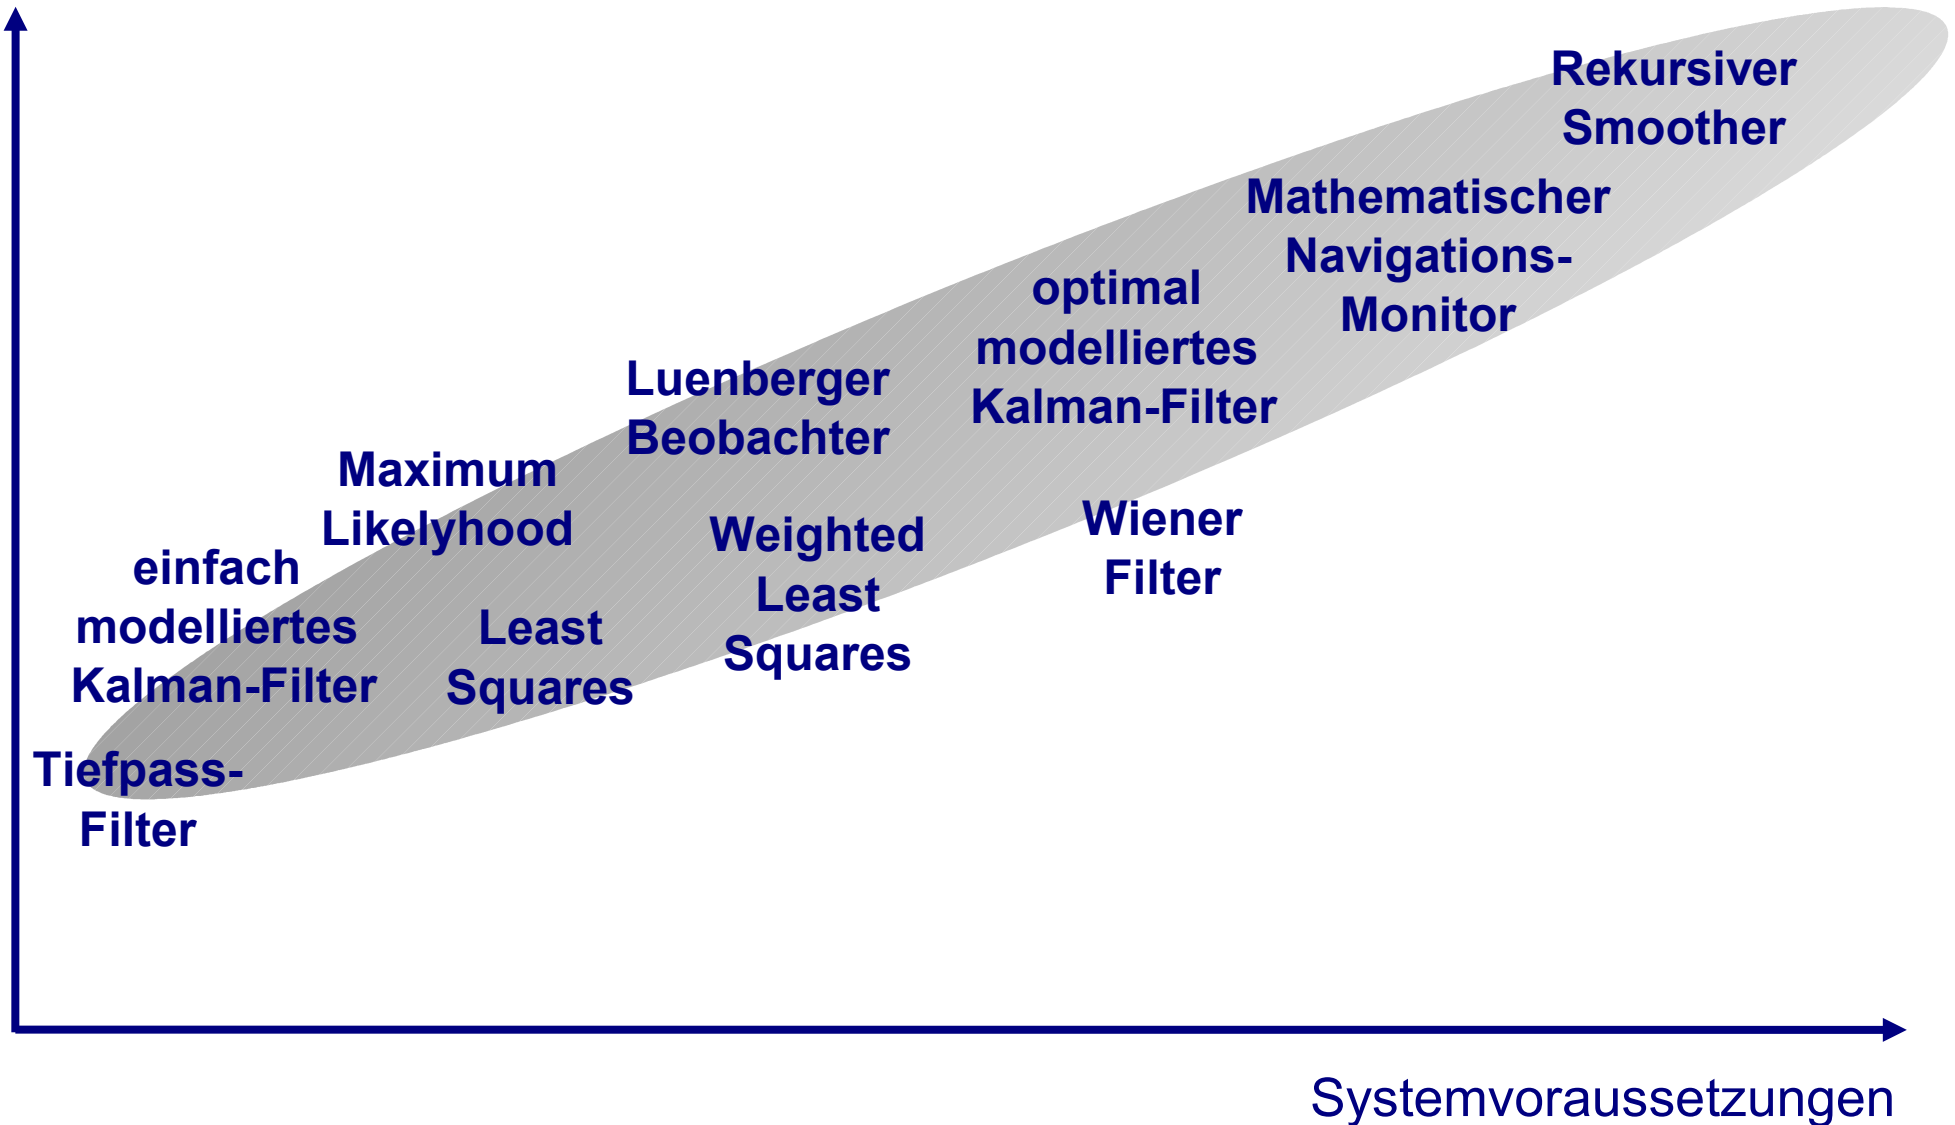 Rekursiver
Smoother
Mathematischer
Navigations-
Monitor
optimal
modelliertes
Kalman-Filter
Luenberger
Beobachter
Maximum
Likelyhood
Wiener
Filter
Weighted
Least
Squares
einfach
modelliertes
Kalman-Filter
Least
Squares
Tiefpass-
Filter
Systemvoraussetzungen